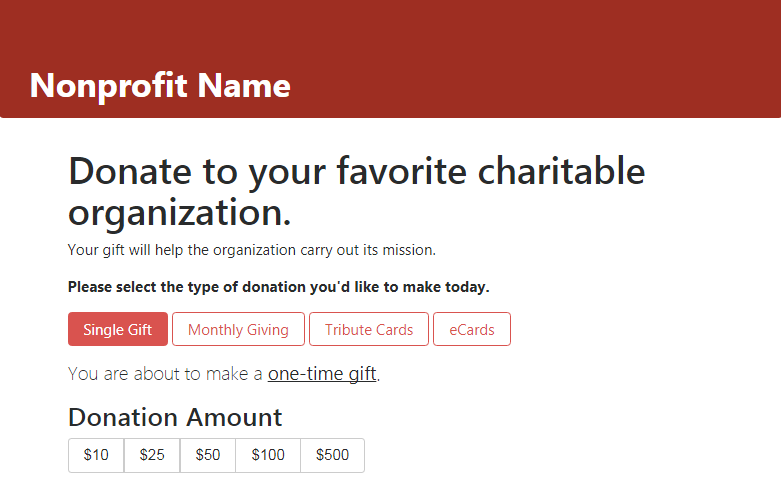 Nonprofit Name
Donate to your favorite charitable
organization.
Your gift will help the organization carry out its mission.
Please select the type of donation you'd like to make today.
Single Gift Monthly Giving Tribute Cards eCards
You are about to make a one-time gift.
Donation Amount
$10 $25 $50 $100 $500